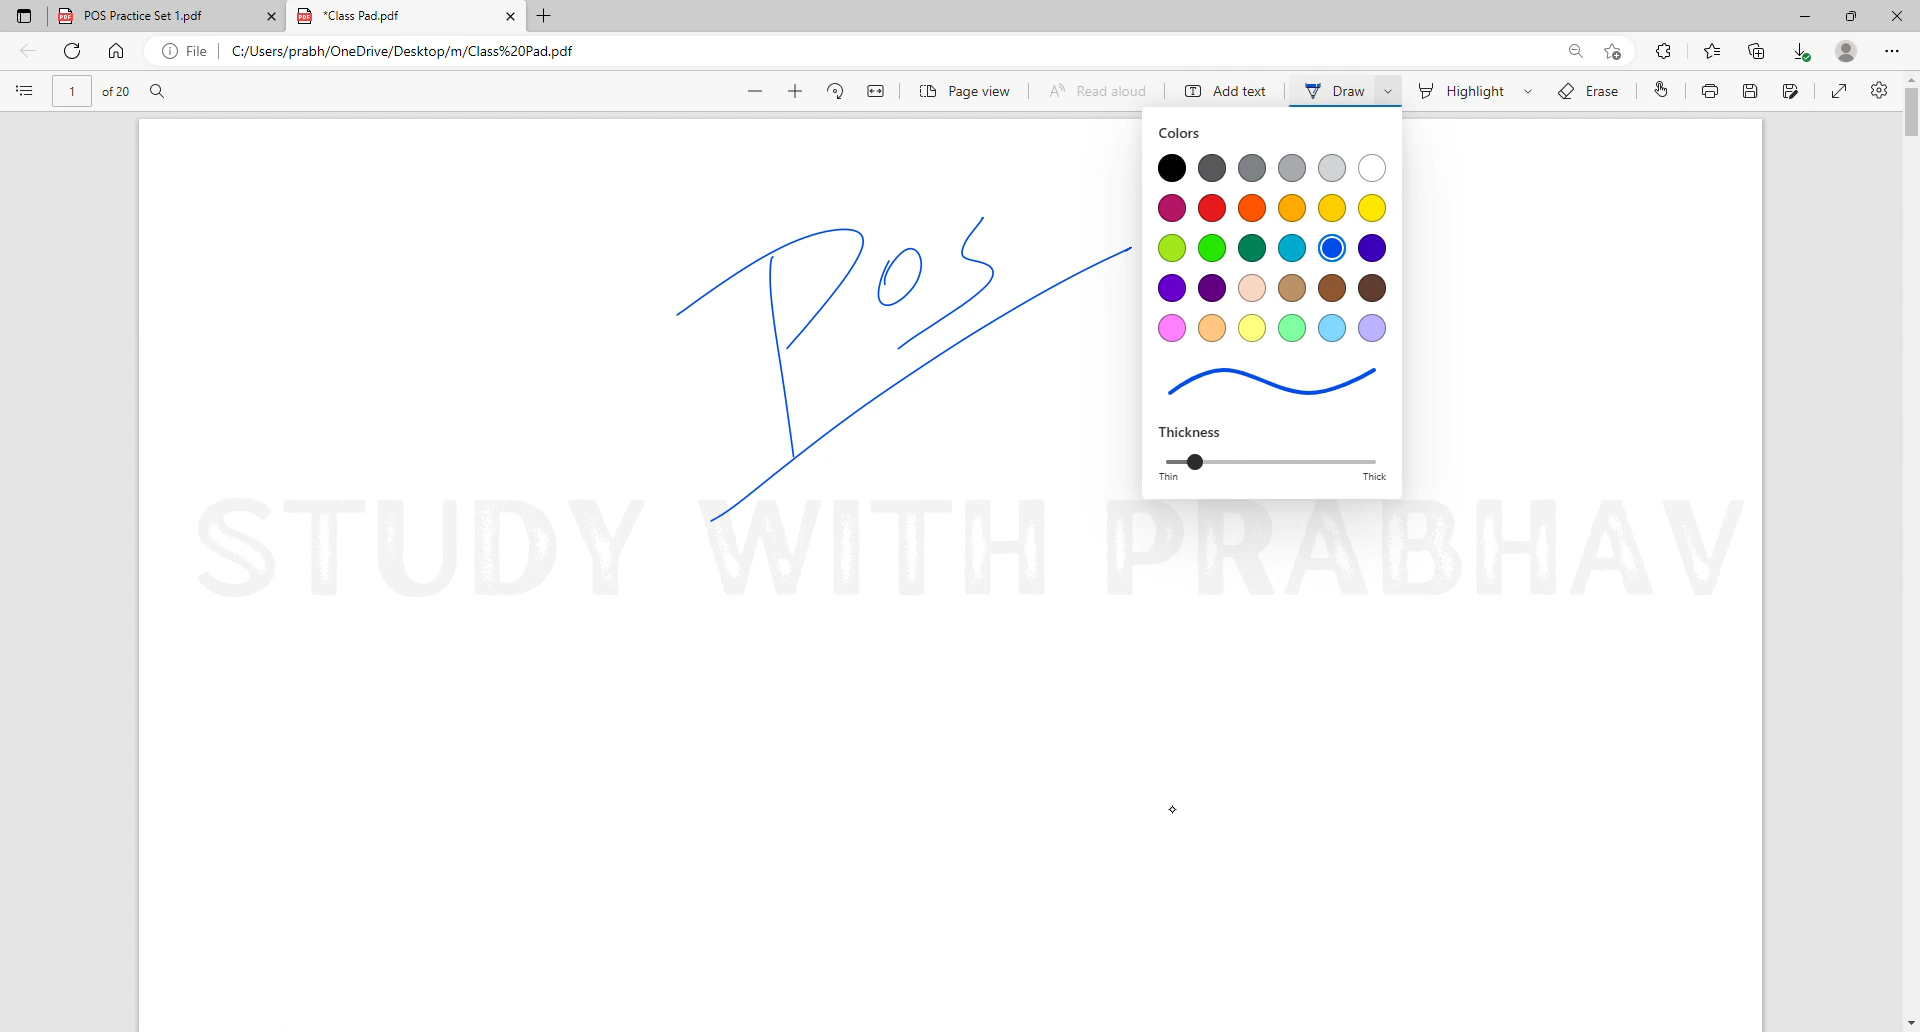 POS Practice Set 1.pdf
*Class Pad.pdf
File
C:/Users/prabh/OneDrive/Desktop/m/Class%20Pad.pdf
1 of 20
Page view
Read aloud
Add text
Draw
Highlight
Erase
Colors
Thickness
Thin
Thick
POS
STUDY WITH PRABHAV